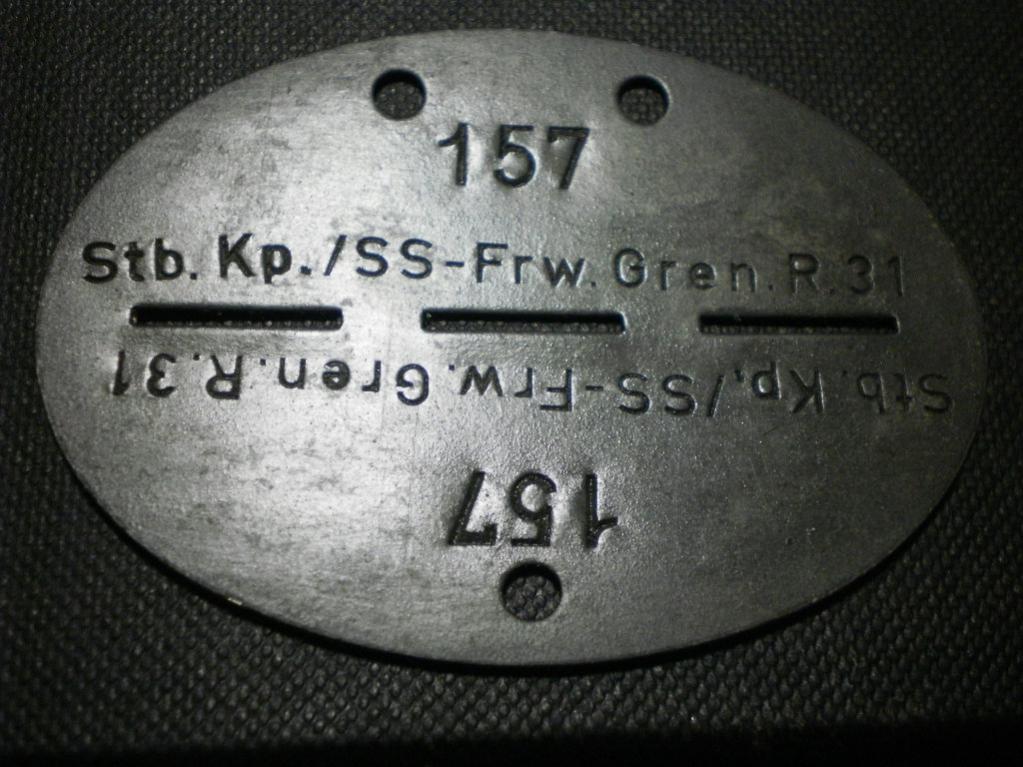 157
Stb. Kp./SS-Frw. Gren. R. 31
Stb. Kp./SS-Frw. Gren. R. 31
157